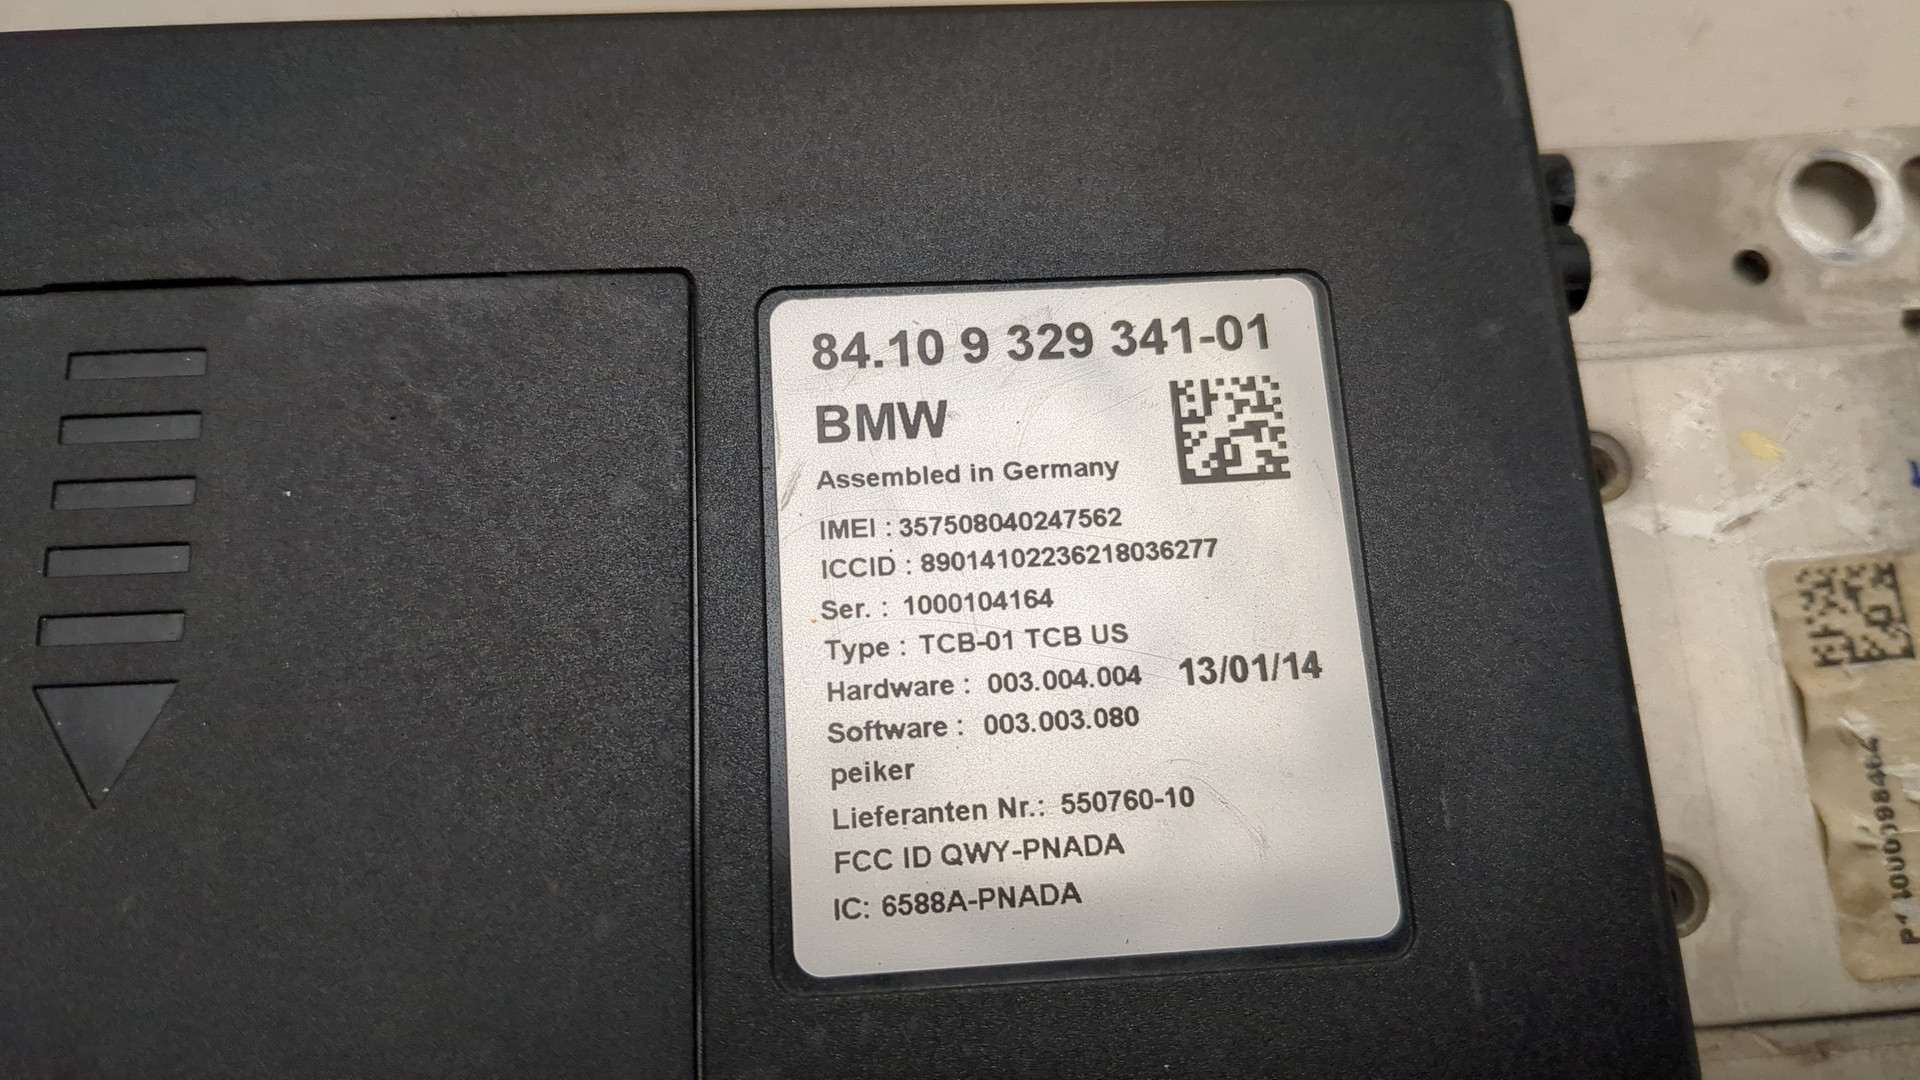 84.10 9 329 341-01
BMW
Assembled in Germany
IMEI : 357508040247562
ICCID : 89014102236218036277
Ser. : 1000104164
Type : TCB-01 TCB US
Hardware : 003.004.004 13/01/14
Software : 003.003.080
peiker
Lieferanten Nr.: 550760-10
FCC ID QWY-PNADA
IC: 6588A-PNADA